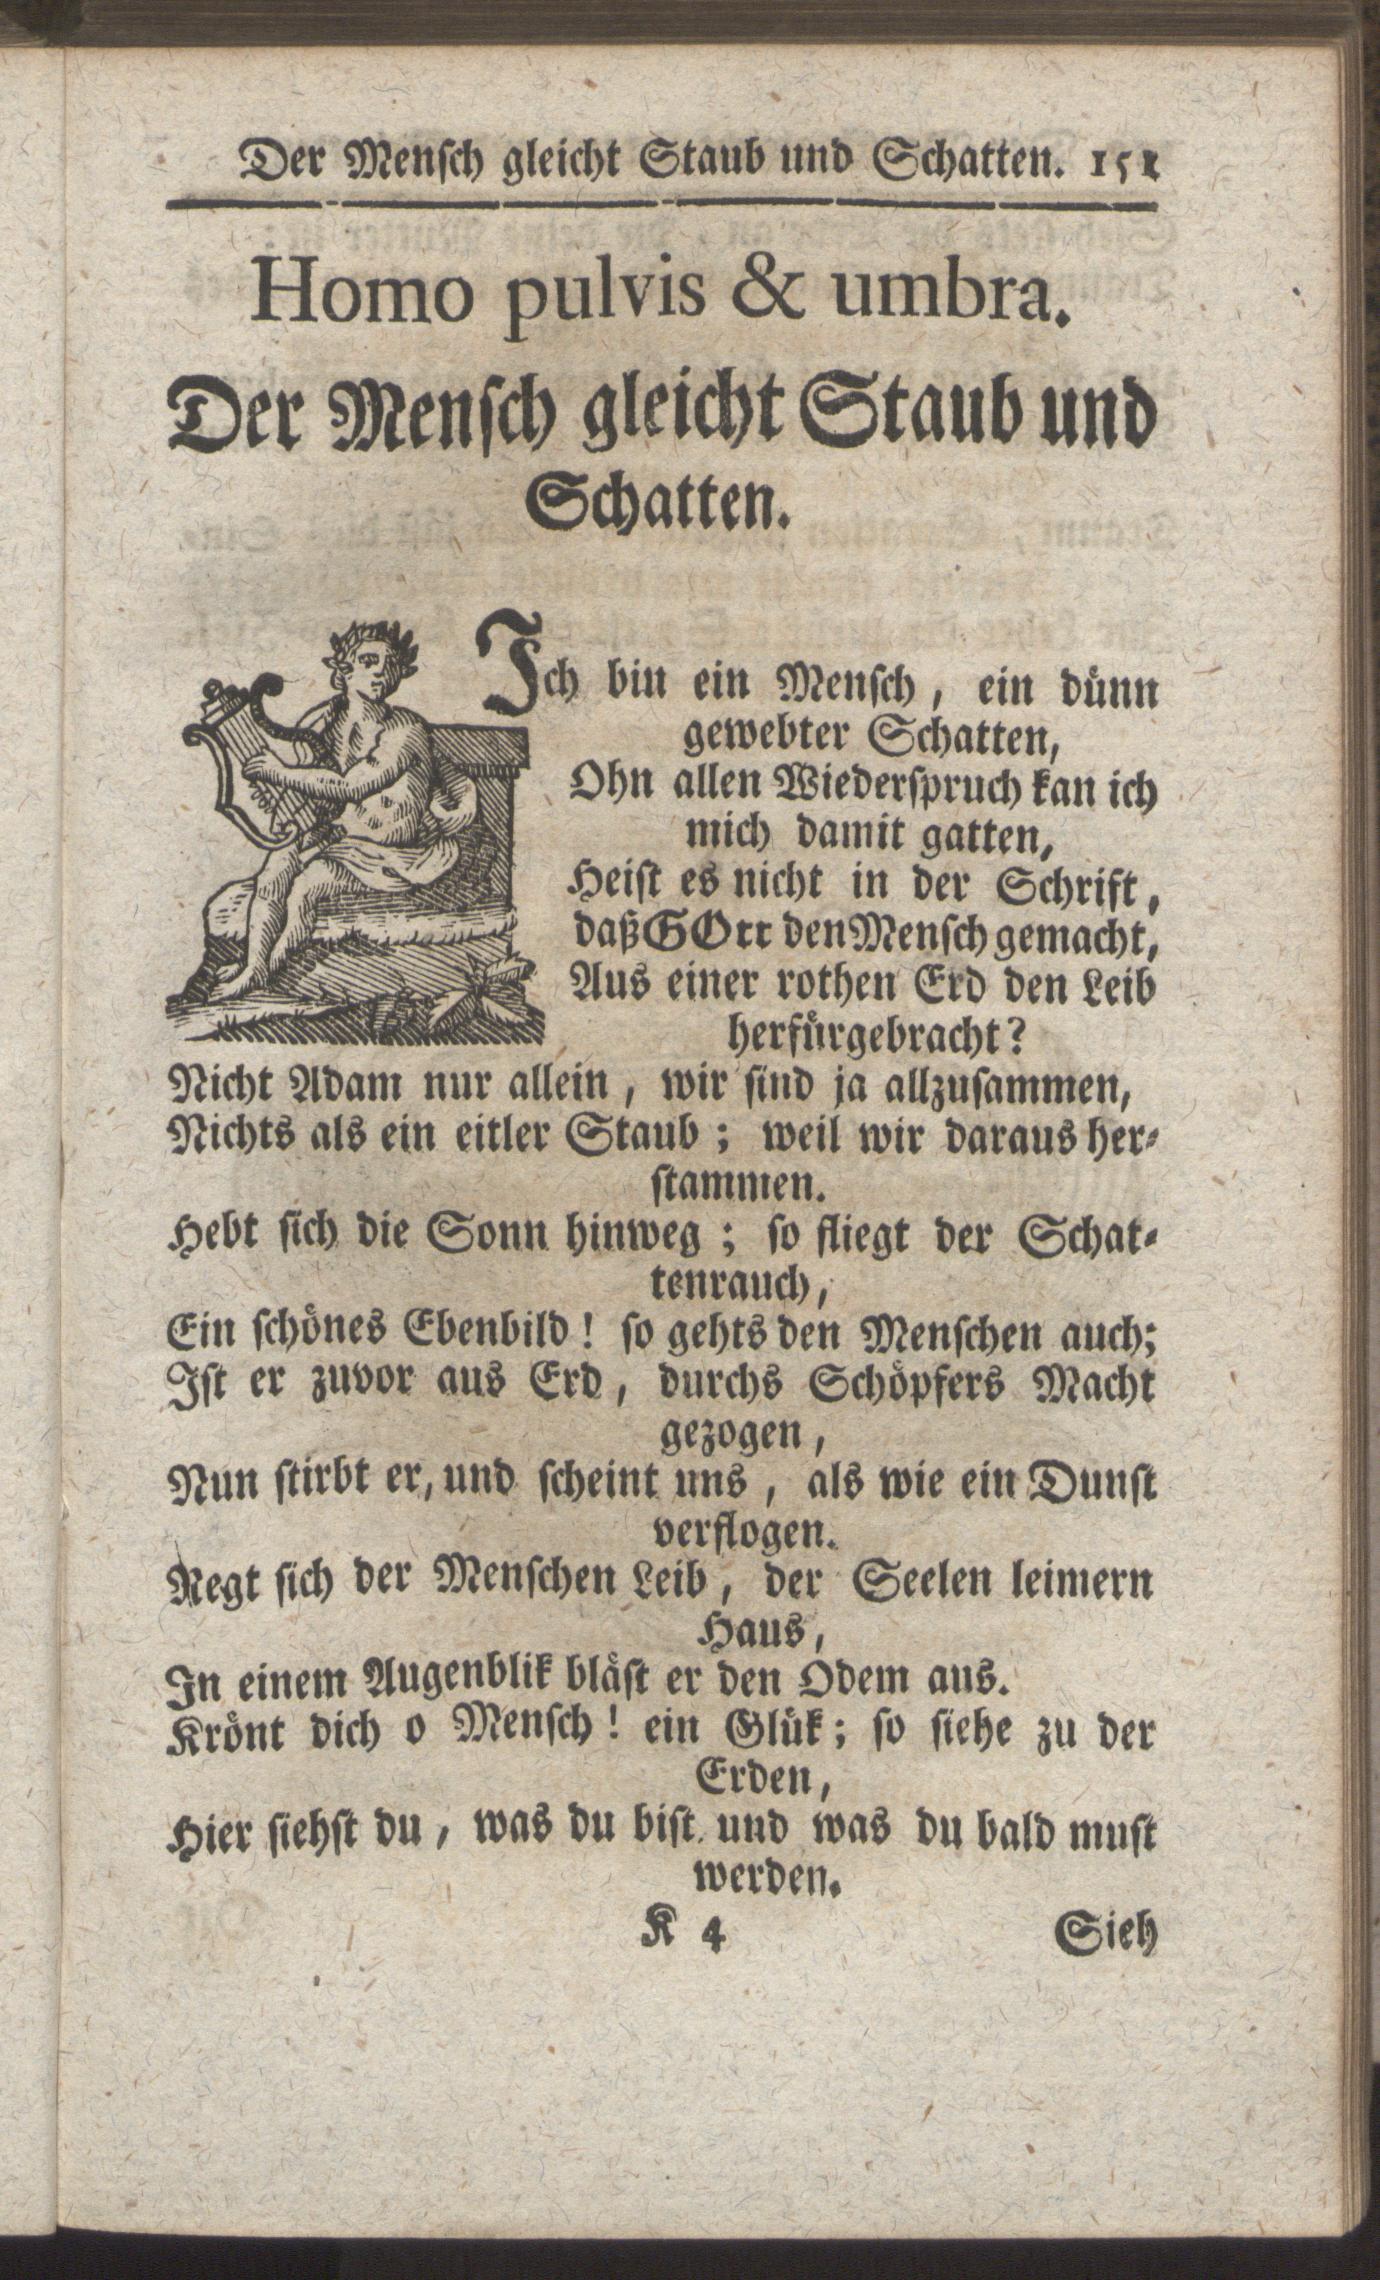 Der Mensch gleicht Staub und Schatten. 151
Homo pulvis & umbra.
Der Mensch gleicht Staub und
Schatten.
Ich bin ein Mensch, ein dünn
gewebter Schatten,
Ohn allen Wiederspruch kan ich
mich damit gatten,
Heist es nicht in der Schrift,
daß GOtt den Mensch gemacht,
Aus einer rothen Erd den Leib
herfürgebracht?
Nicht Adam nur allein, wir sind ja allzusammen,
Nichts als ein eitler Staub; weil wir daraus her-
stammen.
Hebt sich die Sonn hinweg; so fliegt der Schat-
tenrauch,
Ein schönes Ebenbild! so gehts den Menschen auch;
Ist er zuvor aus Erd, durchs Schöpfers Macht
gezogen,
Nun stirbt er, und scheint uns, als wie ein Dunst
verflogen.
Regt sich der Menschen Leib, der Seelen leimern
Haus,
In einem Augenblik bläst er den Odem aus.
Krönt dich o Mensch! ein Glük; so siehe zu der
Erden,
Hier siehst du, was du bist und was du bald must
werden.
K 4 Sieh